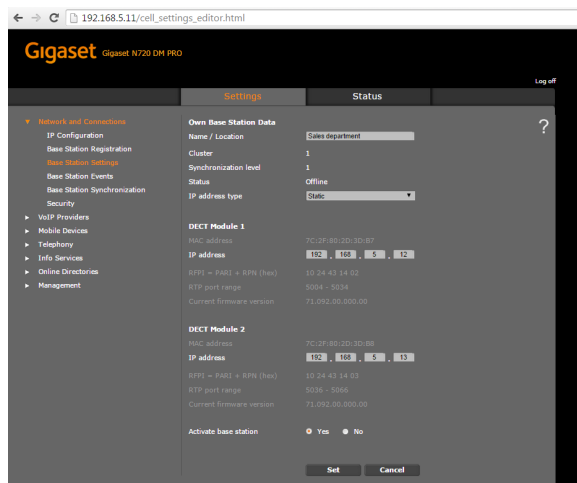 192.168.5.11/cell_settings_editor.html
Gigaset Gigaset N720 DM PRO
Log off
Settings Status
Network and Connections
IP Configuration
Base Station Registration
Base Station Settings
Base Station Events
Base Station Synchronization
Security
VoIP Providers
Mobile Devices
Telephony
Info Services
Online Directories
Management
?
Own Base Station Data
Name / Location Sales department
Cluster 1
Synchronization level 1
Status Offline
IP address type Static
DECT Module 1
MAC address 7C:2F:80:2D:3D:B7
IP address 192 . 168 . 5 . 12
RFPI = PARI + RPN (hex) 10 24 43 14 02
RTP port range 5004 - 5034
Current firmware version 71.092.00.000.00
DECT Module 2
MAC address 7C:2F:80:2D:3D:B8
IP address 192 . 168 . 5 . 13
RFPI = PARI + RPN (hex) 10 24 43 14 03
RTP port range 5036 - 5066
Current firmware version 71.092.00.000.00
Activate base station Yes No
Set Cancel